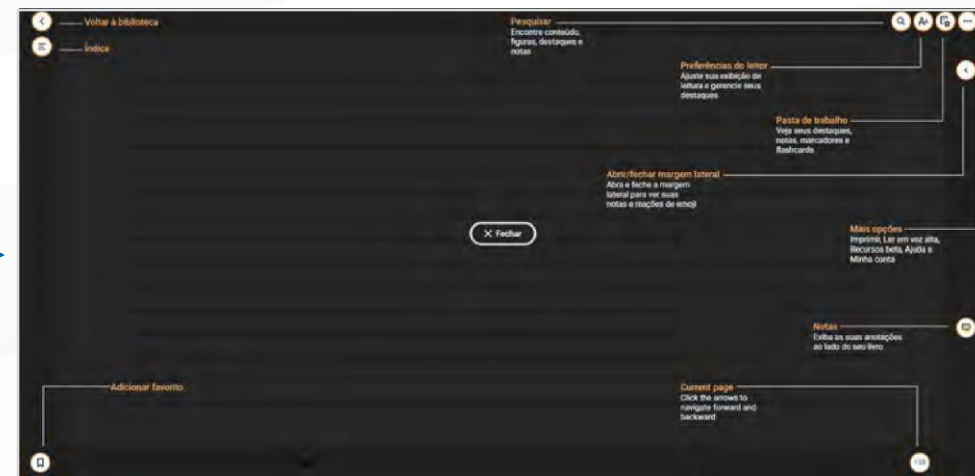 Voltar à biblioteca
Índice
Pesquisar
Encontre conteúdo,
figuras, destaques e
notas
Preferências do leitor
Ajuste sua exibição de
leitura e gerencie seus
destaques
Pasta de trabalho
Veja seus destaques,
notas, marcadores e
flashcards
Abrir/fechar margem lateral
Abra e feche a margem
lateral para ver suas
notas e reações de emoji
Fechar
Mais opções
Imprimir, Ler em voz alta,
Recursos beta, Ajuda e
Minha conta
Notas
Exiba as suas anotações
ao lado do seu livro
Adicionar favorito
Current page
Click the arrows to
navigate forward and
backward